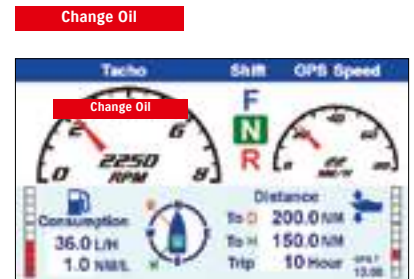 Change Oil
Tacho Shift GPS Speed
Change Oil
F
N
R
2 6
0 2250 8
RPM
Distance
Consumption
To D 200.0 NM
36.0 L/H To H 150.0 NM
1.0 NM/L Trip 10 Hour